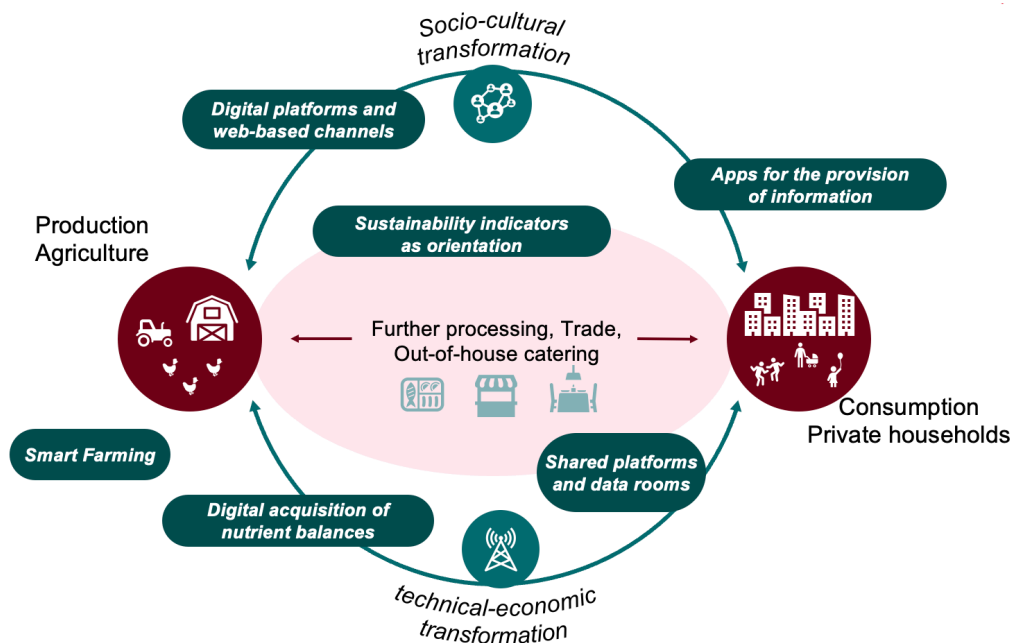 Socio-cultural
transformation
Digital platforms and
web-based channels
Apps for the provision
of information
Production
Agriculture
Sustainability indicators
as orientation
Further processing, Trade,
Out-of-house catering
Consumption
Private households
Smart Farming
Shared platforms
and data rooms
Digital acquisition of
nutrient balances
technical-economic
transformation